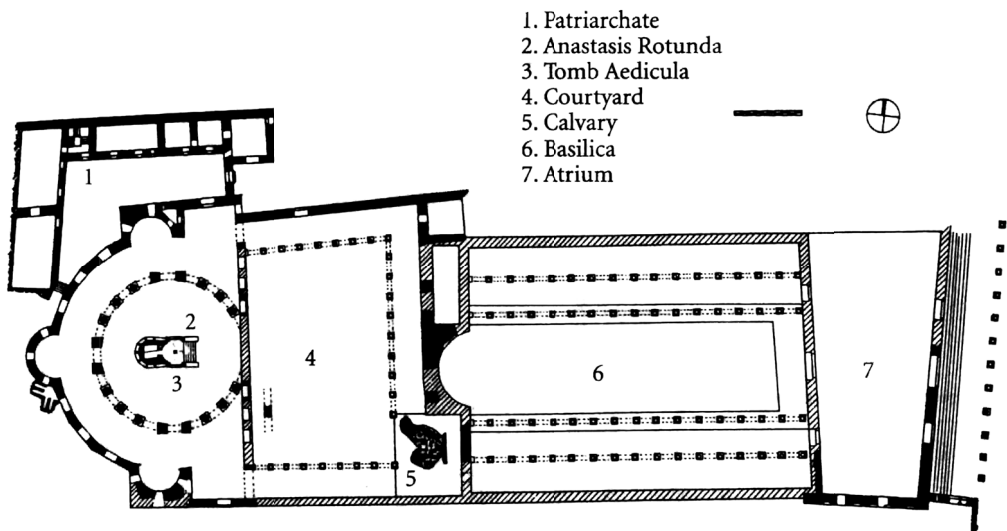 1. Patriarchate
2. Anastasis Rotunda
3. Tomb Aedicula
4. Courtyard
5. Calvary
6. Basilica
7. Atrium
1
2
3
4
5
6
7